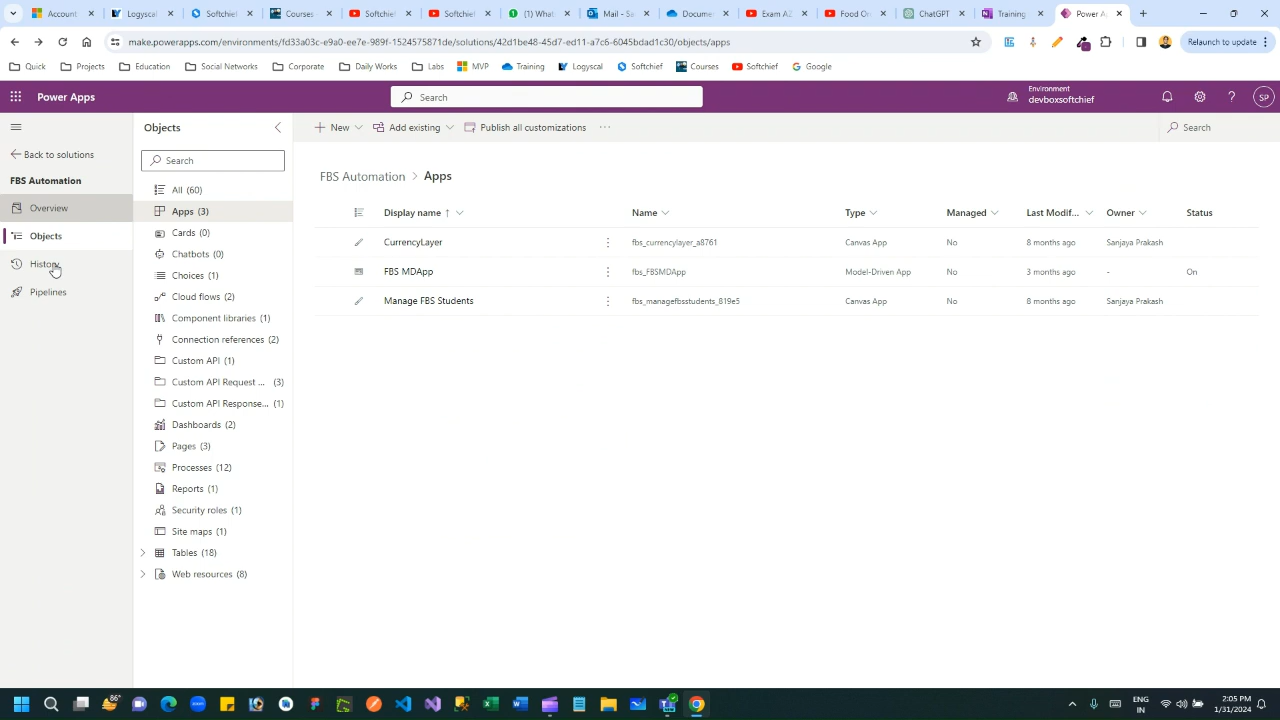 Account
Logyscal
Softchief
Courses
Softchief
Softchief
(1) What
Mail - Se
Docume
Exam AZ
Food O
ChatGPT
Training
Power A
make.powerapps.com/environments/fd33a03c-e9a0-ee7e-989f-1524575871de/solutions/42d1be48-45d7-ed11-a7c6-6045bdad1c30/objects/apps
Relaunch to update
Quick Projects Education Social Networks Corporate Daily Works Labs MVP Training Logyscal Softchief Courses Softchief Google
Power Apps
Search
Environment
devboxsoftchief
SP
Back to solutions
FBS Automation
Overview
Objects
History
Pipelines
Objects
Search
All (60)
Apps (3)
Cards (0)
Chatbots (0)
Choices (1)
Cloud flows (2)
Component libraries (1)
Connection references (2)
Custom API (1)
Custom API Request ... (3)
Custom API Response... (1)
Dashboards (2)
Pages (3)
Processes (12)
Reports (1)
Security roles (1)
Site maps (1)
Tables (18)
Web resources (8)
New Add existing Publish all customizations ...
Search
FBS Automation > Apps
Display name ↑ Name Type Managed Last Modif... Owner Status
CurrencyLayer fbs_currencylayer_a8761 Canvas App No 8 months ago Sanjaya Prakash
FBS MDApp fbs_FBSMDApp Model-Driven App No 3 months ago - On
Manage FBS Students fbs_managefbsstudents_819e5 Canvas App No 8 months ago Sanjaya Prakash
86°
ENG
IN
2:05 PM
1/31/2024